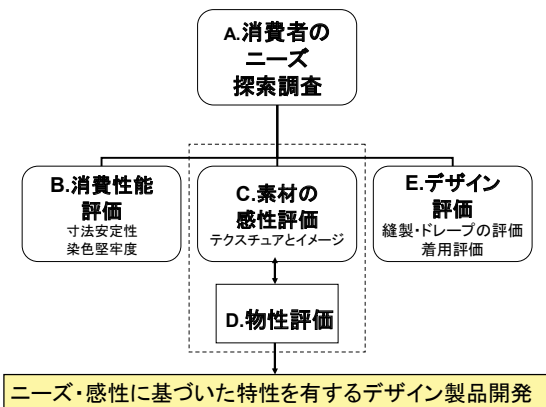 A.消費者の
ニーズ
探索調査
B.消費性能
評価
寸法安定性
染色堅牢度
C.素材の
感性評価
テクスチュアとイメージ
E.デザイン
評価
縫製・ドレープの評価
着用評価
D.物性評価
ニーズ・感性に基づいた特性を有するデザイン製品開発